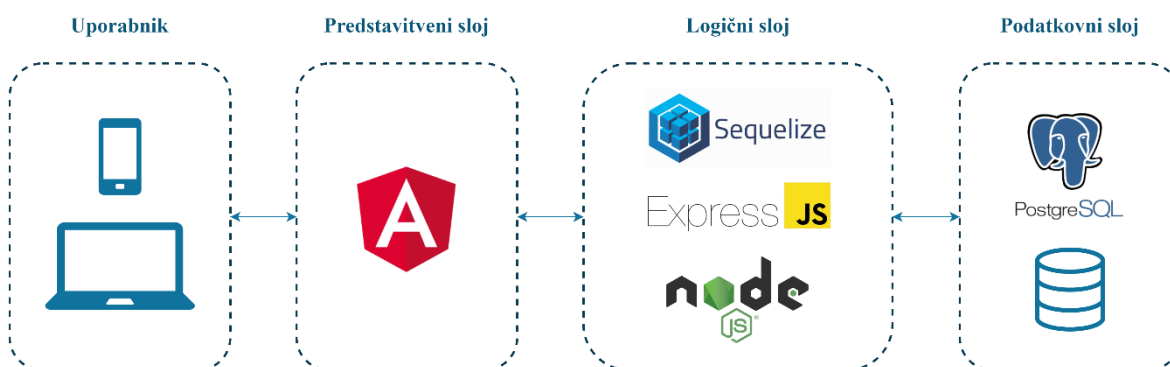 Uporabnik
Predstavitveni sloj
Logični sloj
Podatkovni sloj
A
Sequelize
Express JS
node
JS
PostgreSQL